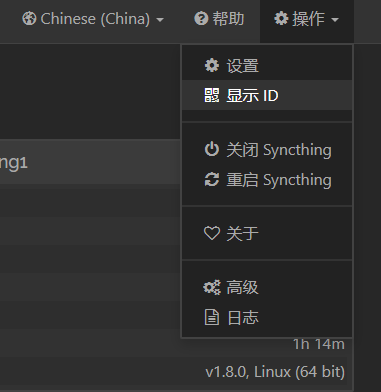 Chinese (China) 帮助 操作
设置
显示 ID
ng1
关闭 Syncthing
重启 Syncthing
关于
高级
日志
1h 14m
v1.8.0, Linux (64 bit)